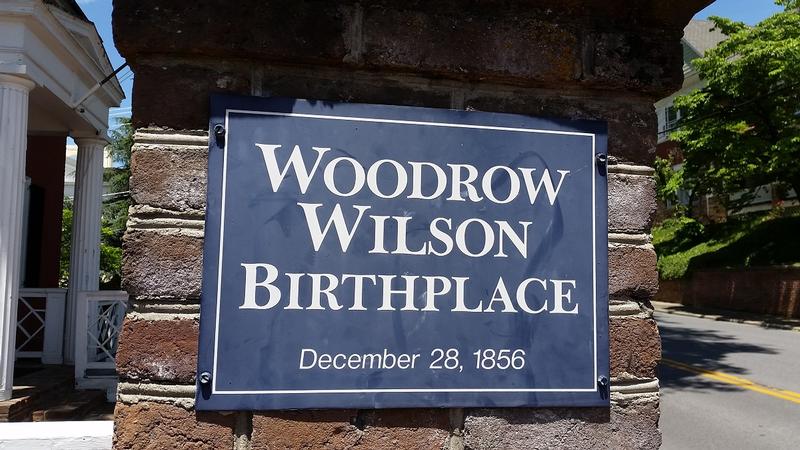 WOODROW
WILSON
BIRTHPLACE
December 28, 1856